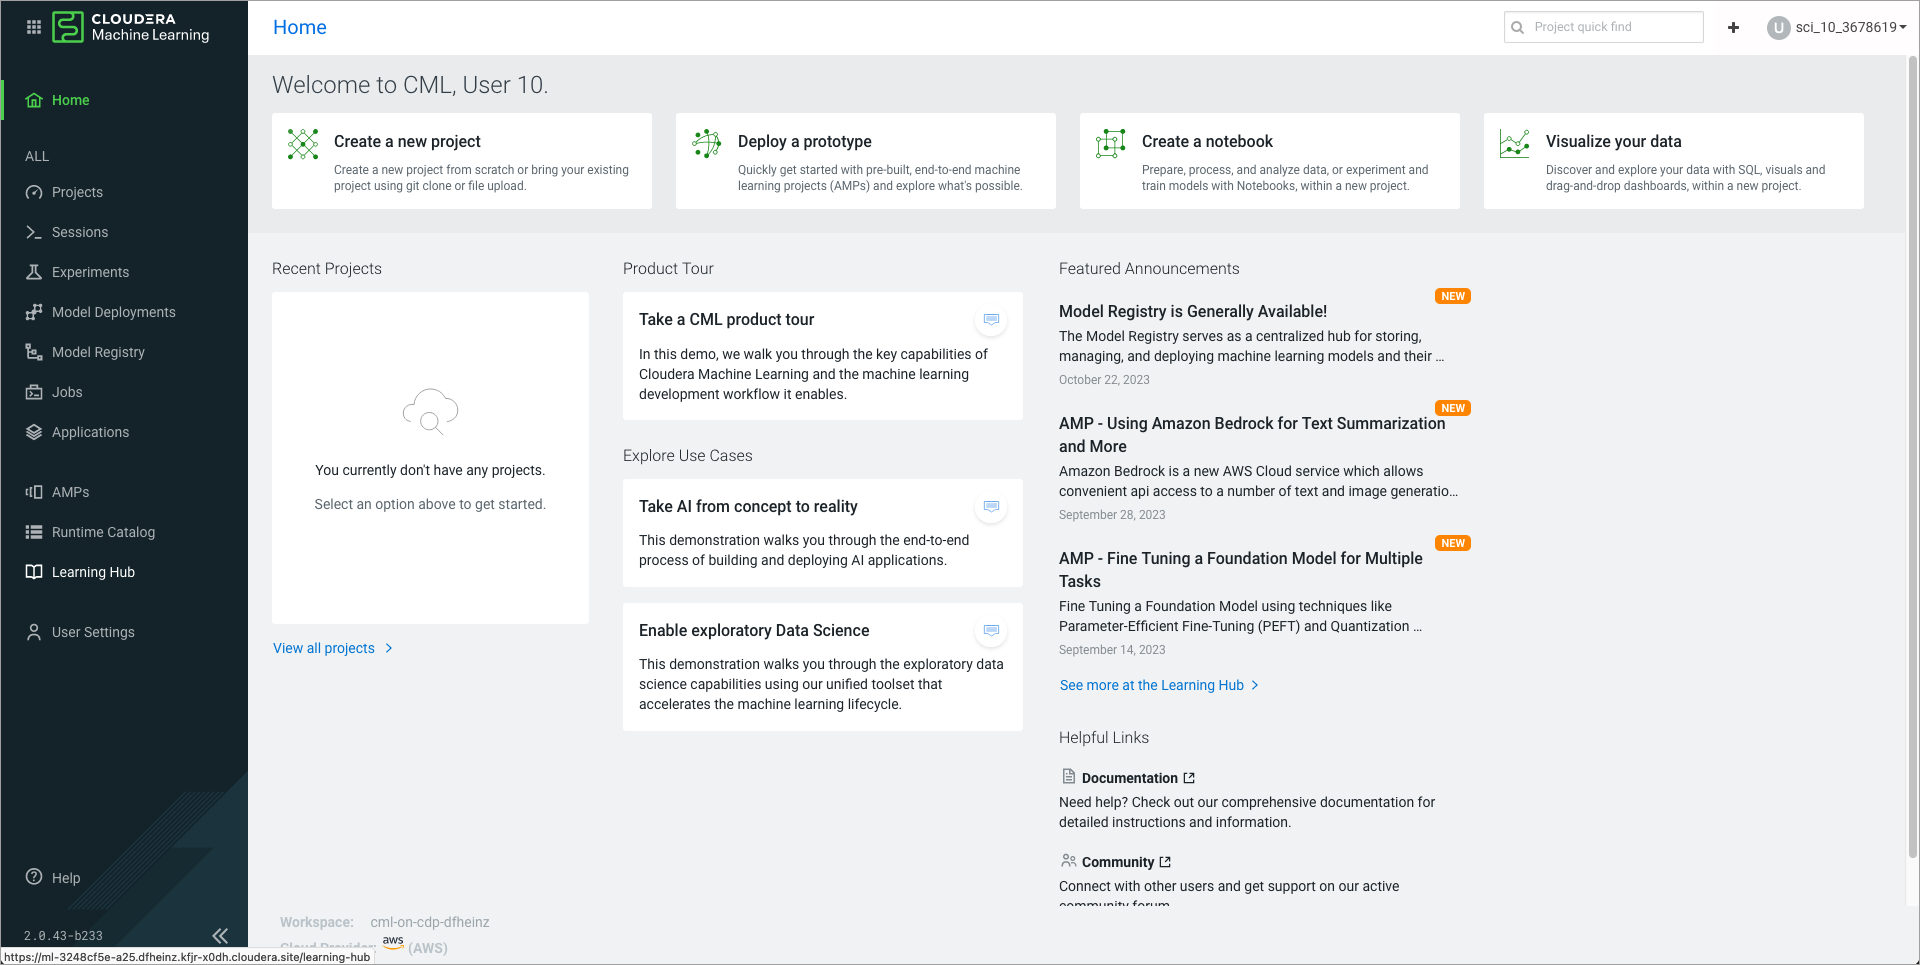 CLOUDERA
Machine Learning
Home
Project quick find
U
sci_10_3678619
Home
ALL
Projects
Sessions
Experiments
Model Deployments
Model Registry
Jobs
Applications
AMPs
Runtime Catalog
Learning Hub
User Settings
Help
2.0.43-b233
Welcome to CML, User 10.
Create a new project
Create a new project from scratch or bring your existing
project using git clone or file upload.
Deploy a prototype
Quickly get started with pre-built, end-to-end machine
learning projects (AMPs) and explore what's possible.
Create a notebook
Prepare, process, and analyze data, or experiment and
train models with Notebooks, within a new project.
Visualize your data
Discover and explore your data with SQL, visuals and
drag-and-drop dashboards, within a new project.
Recent Projects
You currently don't have any projects.
Select an option above to get started.
View all projects
Product Tour
Take a CML product tour
In this demo, we walk you through the key capabilities of
Cloudera Machine Learning and the machine learning
development workflow it enables.
Explore Use Cases
Take AI from concept to reality
This demonstration walks you through the end-to-end
process of building and deploying AI applications.
Enable exploratory Data Science
This demonstration walks you through the exploratory data
science capabilities using our unified toolset that
accelerates the machine learning lifecycle.
Featured Announcements
NEW
Model Registry is Generally Available!
The Model Registry serves as a centralized hub for storing,
managing, and deploying machine learning models and their ...
October 22, 2023
NEW
AMP - Using Amazon Bedrock for Text Summarization
and More
Amazon Bedrock is a new AWS Cloud service which allows
convenient api access to a number of text and image generatio...
September 28, 2023
NEW
AMP - Fine Tuning a Foundation Model for Multiple
Tasks
Fine Tuning a Foundation Model using techniques like
Parameter-Efficient Fine-Tuning (PEFT) and Quantization ...
September 14, 2023
See more at the Learning Hub
Helpful Links
Documentation
Need help? Check out our comprehensive documentation for
detailed instructions and information.
Community
Connect with other users and get support on our active
community forum.
Workspace: cml-on-cdp-dfheinz
Cloud Provider: aws (AWS)
https://ml-3248cf5e-a25.dfheinz.kfjr-x0dh.cloudera.site/learning-hub